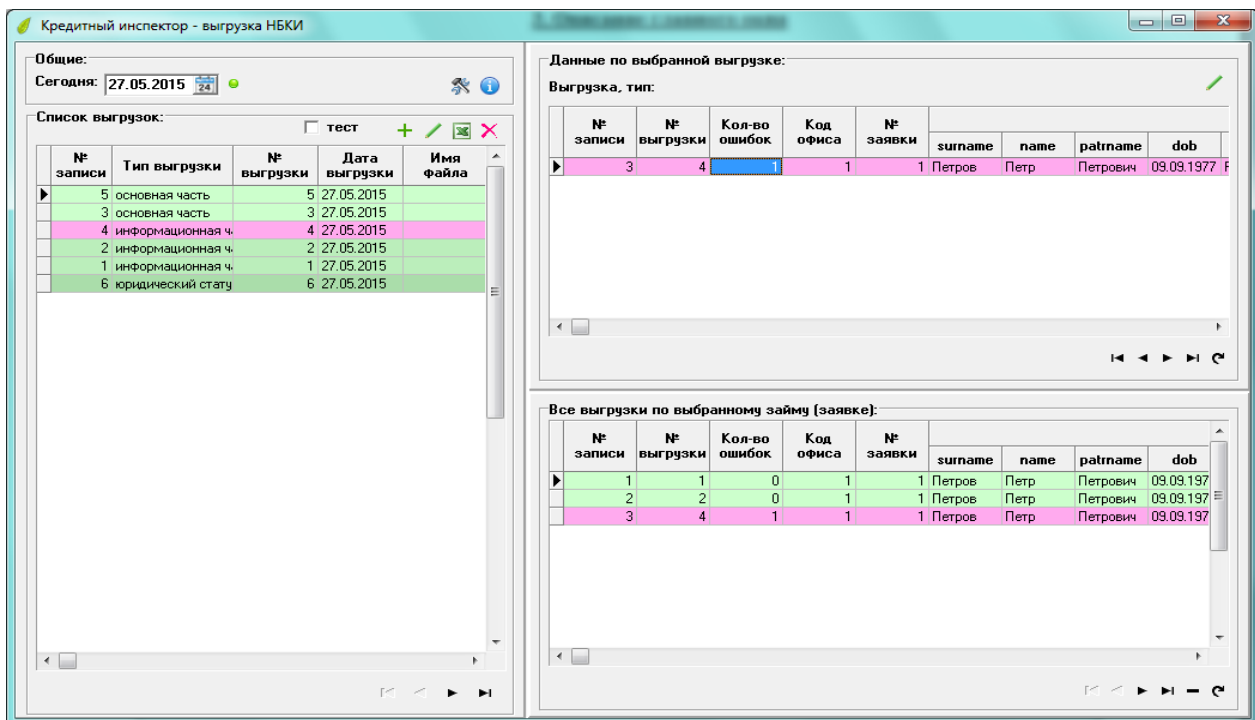 Кредитный инспектор - выгрузка НБКИ
Общие:
Сегодня: 27.05.2015 24
Список выгрузок:
тест
№ записи Тип выгрузки № выгрузки Дата выгрузки Имя файла
5 основная часть 5 27.05.2015
3 основная часть 3 27.05.2015
4 информационная ч 4 27.05.2015
2 информационная ч 2 27.05.2015
1 информационная ч 1 27.05.2015
6 юридический стату 6 27.05.2015
Данные по выбранной выгрузке:
Выгрузка, тип:
№ записи № выгрузки Кол-во ошибок Код офиса № заявки surname name patrname dob
3 4 1 1 1 Петров Петр Петрович 09.09.1977 F
Все выгрузки по выбранному займу (заявке):
№ записи № выгрузки Кол-во ошибок Код офиса № заявки surname name patrname dob
1 1 0 1 1 Петров Петр Петрович 09.09.197
2 2 0 1 1 Петров Петр Петрович 09.09.197
3 4 1 1 1 Петров Петр Петрович 09.09.197